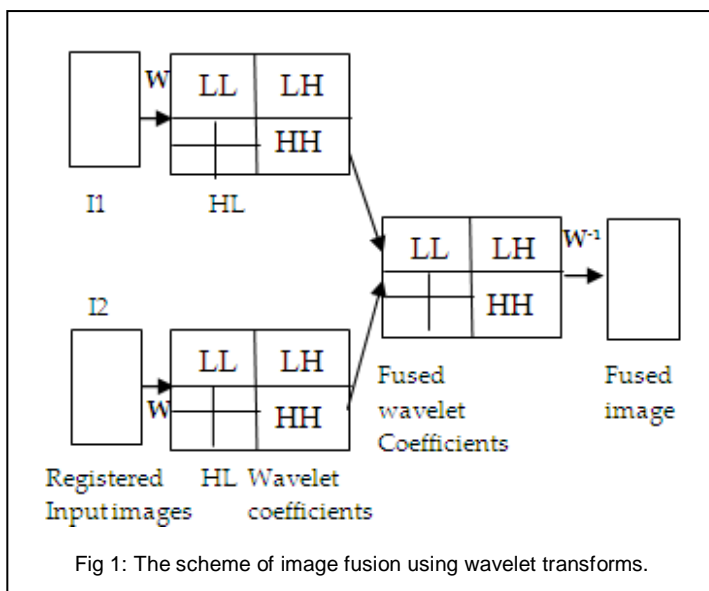 W
LL LH
HH
I1 HL
W⁻¹
LL LH
HH
I2
LL LH
W
HH
Fused
wavelet
Coefficients
Fused
image
Registered
Input images
HL Wavelet
coefficients
Fig 1: The scheme of image fusion using wavelet transforms.